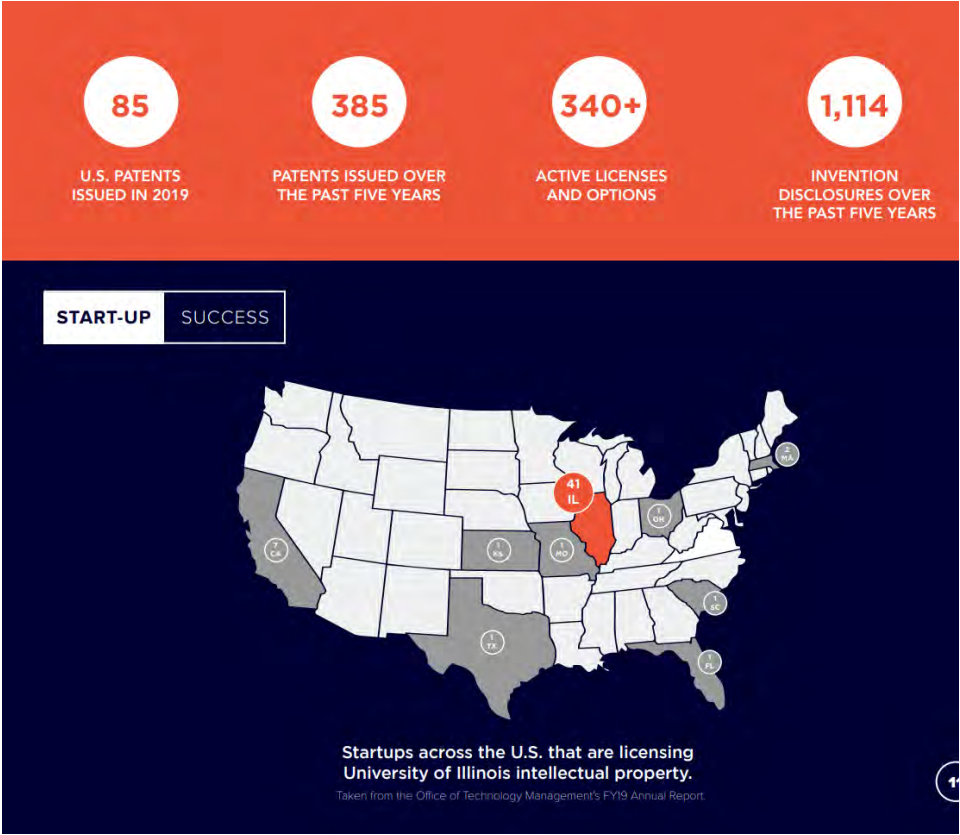 85
385
340+
1,114
U.S. PATENTS
ISSUED IN 2019
PATENTS ISSUED OVER
THE PAST FIVE YEARS
ACTIVE LICENSES
AND OPTIONS
INVENTION
DISCLOSURES OVER
THE PAST FIVE YEARS
START-UP SUCCESS
2
MA
41
IL
1
OH
7
CA
1
KS
1
MO
1
SC
1
TX
1
FL
Startups across the U.S. that are licensing
University of Illinois intellectual property.
Taken from the Office of Technology Management's FY19 Annual Report.